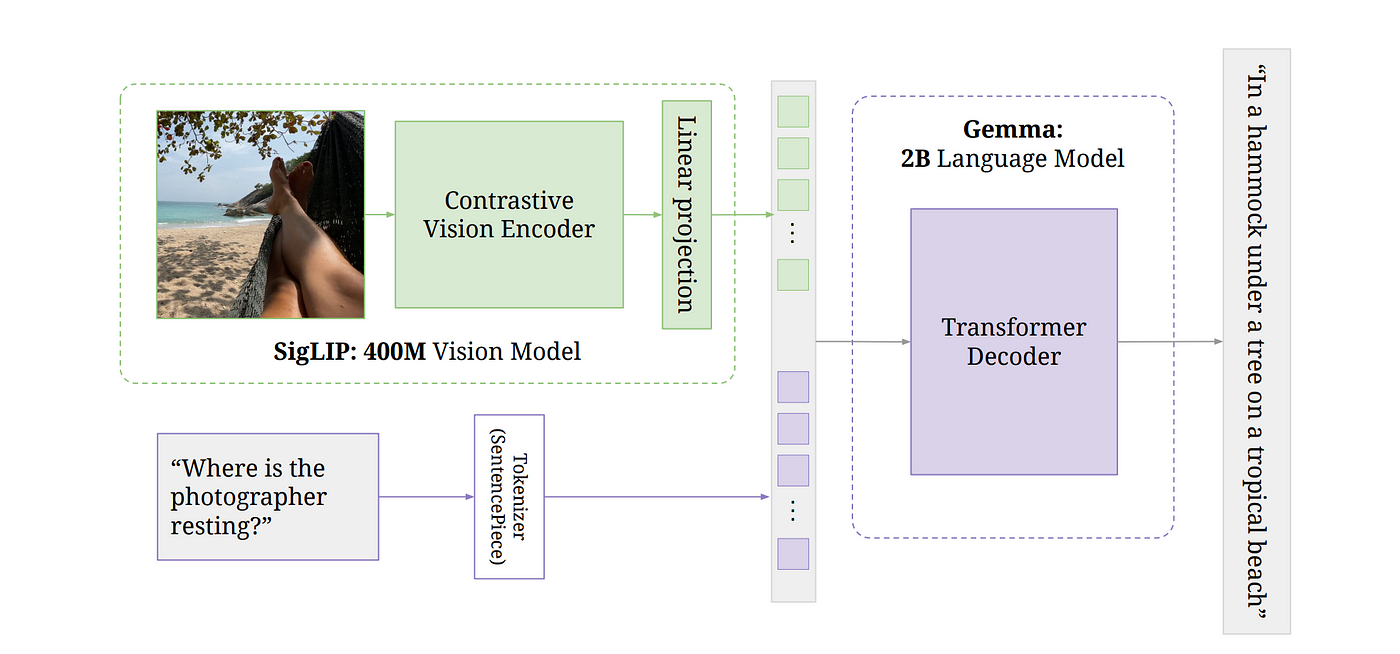 Contrastive
Vision Encoder
Linear projection
SigLIP: 400M Vision Model
“Where is the
photographer
resting?”
Tokenizer
(SentencePiece)
⋮
⋮
Gemma:
2B Language Model
Transformer
Decoder
“In a hammock under a tree on a tropical beach”